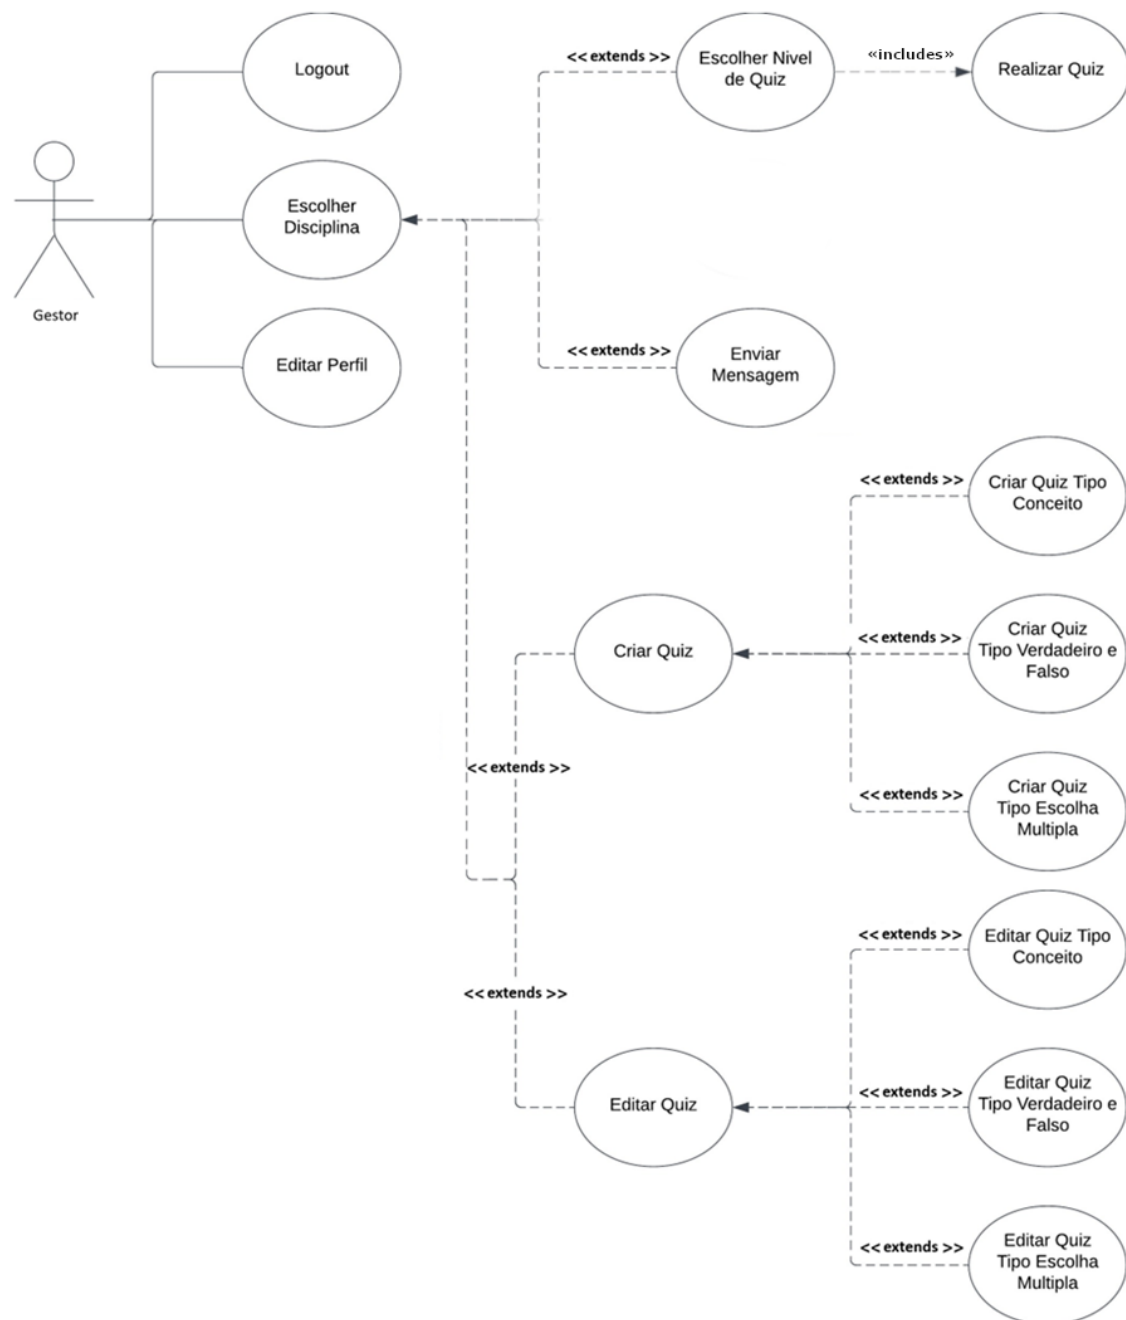 Logout
<< extends >>
Escolher Nivel
de Quiz
«includes»
Realizar Quiz
Escolher
Disciplina
Gestor
Editar Perfil
<< extends >>
Enviar
Mensagem
<< extends >>
Criar Quiz Tipo
Conceito
Criar Quiz
<< extends >>
Criar Quiz
Tipo Verdadeiro e
Falso
<< extends >>
<< extends >>
Criar Quiz
Tipo Escolha
Multipla
<< extends >>
Editar Quiz Tipo
Conceito
<< extends >>
Editar Quiz
<< extends >>
Editar Quiz
Tipo Verdadeiro e
Falso
<< extends >>
Editar Quiz
Tipo Escolha
Multipla